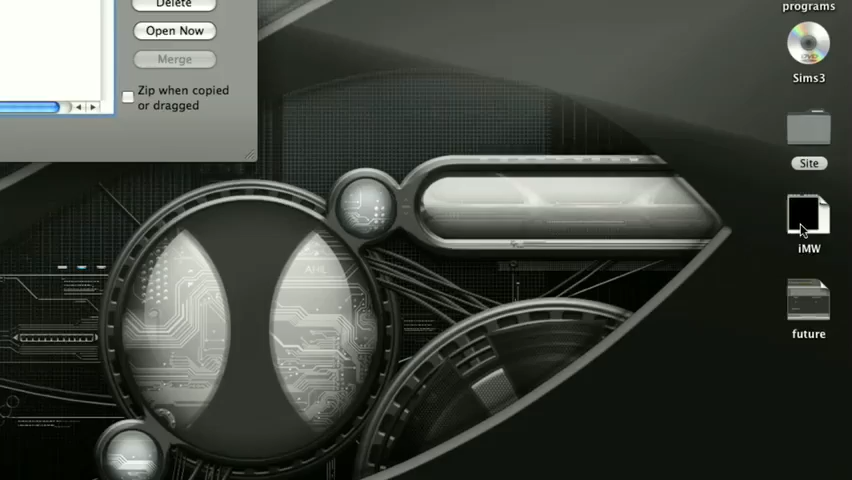 programs
Delete
Open Now
Merge
Zip when copied
or dragged
Sims3
Site
iMW
future